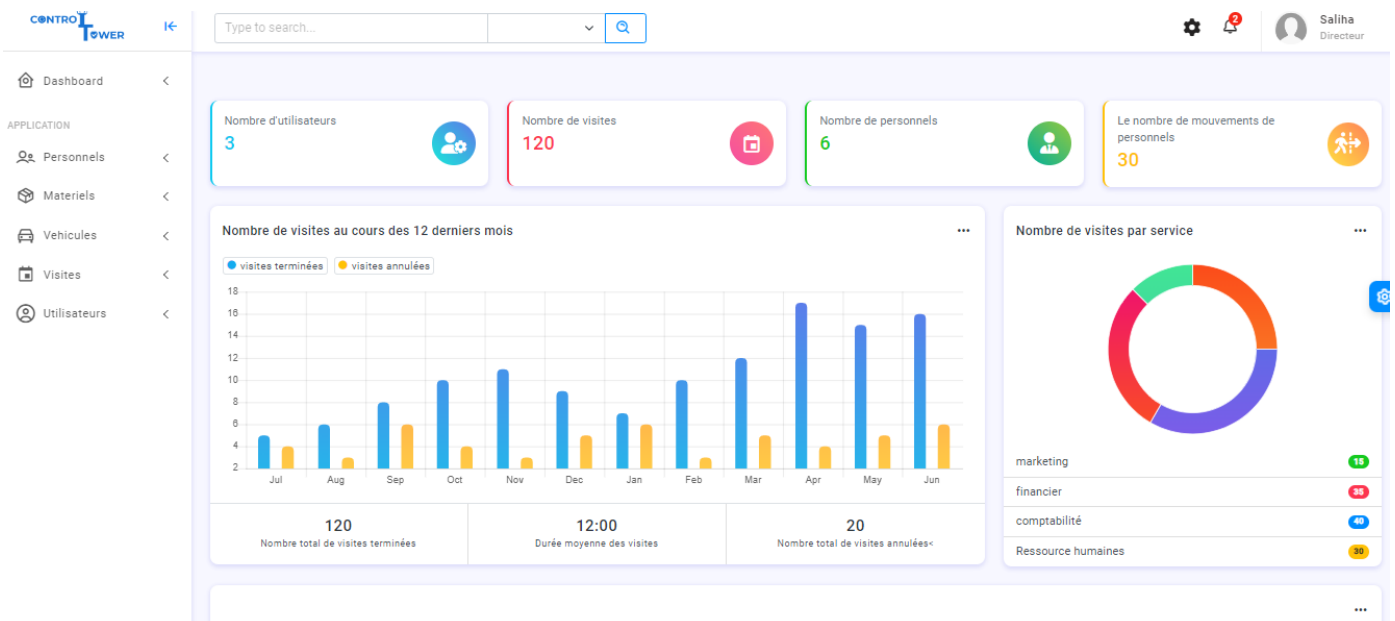 CONTROL TOWER
Type to search...
2
Saliha
Directeur
Dashboard
APPLICATION
Personnels
Materiels
Vehicules
Visites
Utilisateurs
Nombre d'utilisateurs
3
Nombre de visites
120
Nombre de personnels
6
Le nombre de mouvements de
personnels
30
Nombre de visites au cours des 12 derniers mois
visites terminées visites annulées
18
16
14
12
10
8
6
4
2
Jul Aug Sep Oct Nov Dec Jan Feb Mar Apr May Jun
120
Nombre total de visites terminées
12:00
Durée moyenne des visites
20
Nombre total de visites annulées<
Nombre de visites par service
marketing 15
financier 35
comptabilité 40
Ressource humaines 30